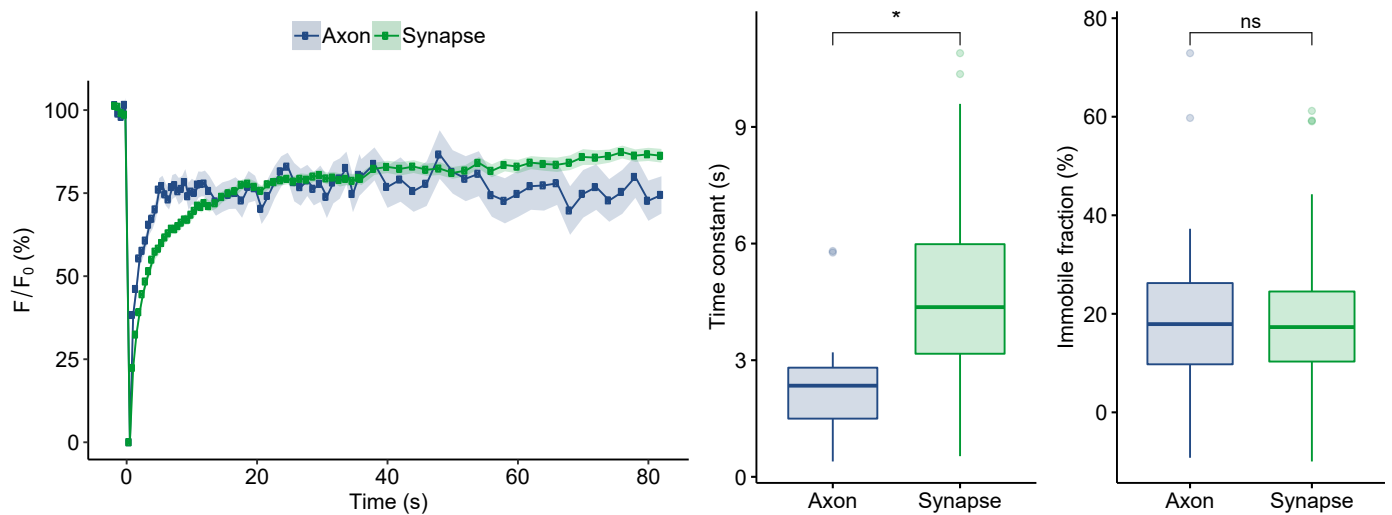 Axon Synapse
F/F0 (%)
100
75
50
25
0
0 20 40 60 80
Time (s)
*
Time constant (s)
9
6
3
0
Axon Synapse
ns
Immobile fraction (%)
80
60
40
20
0
Axon Synapse